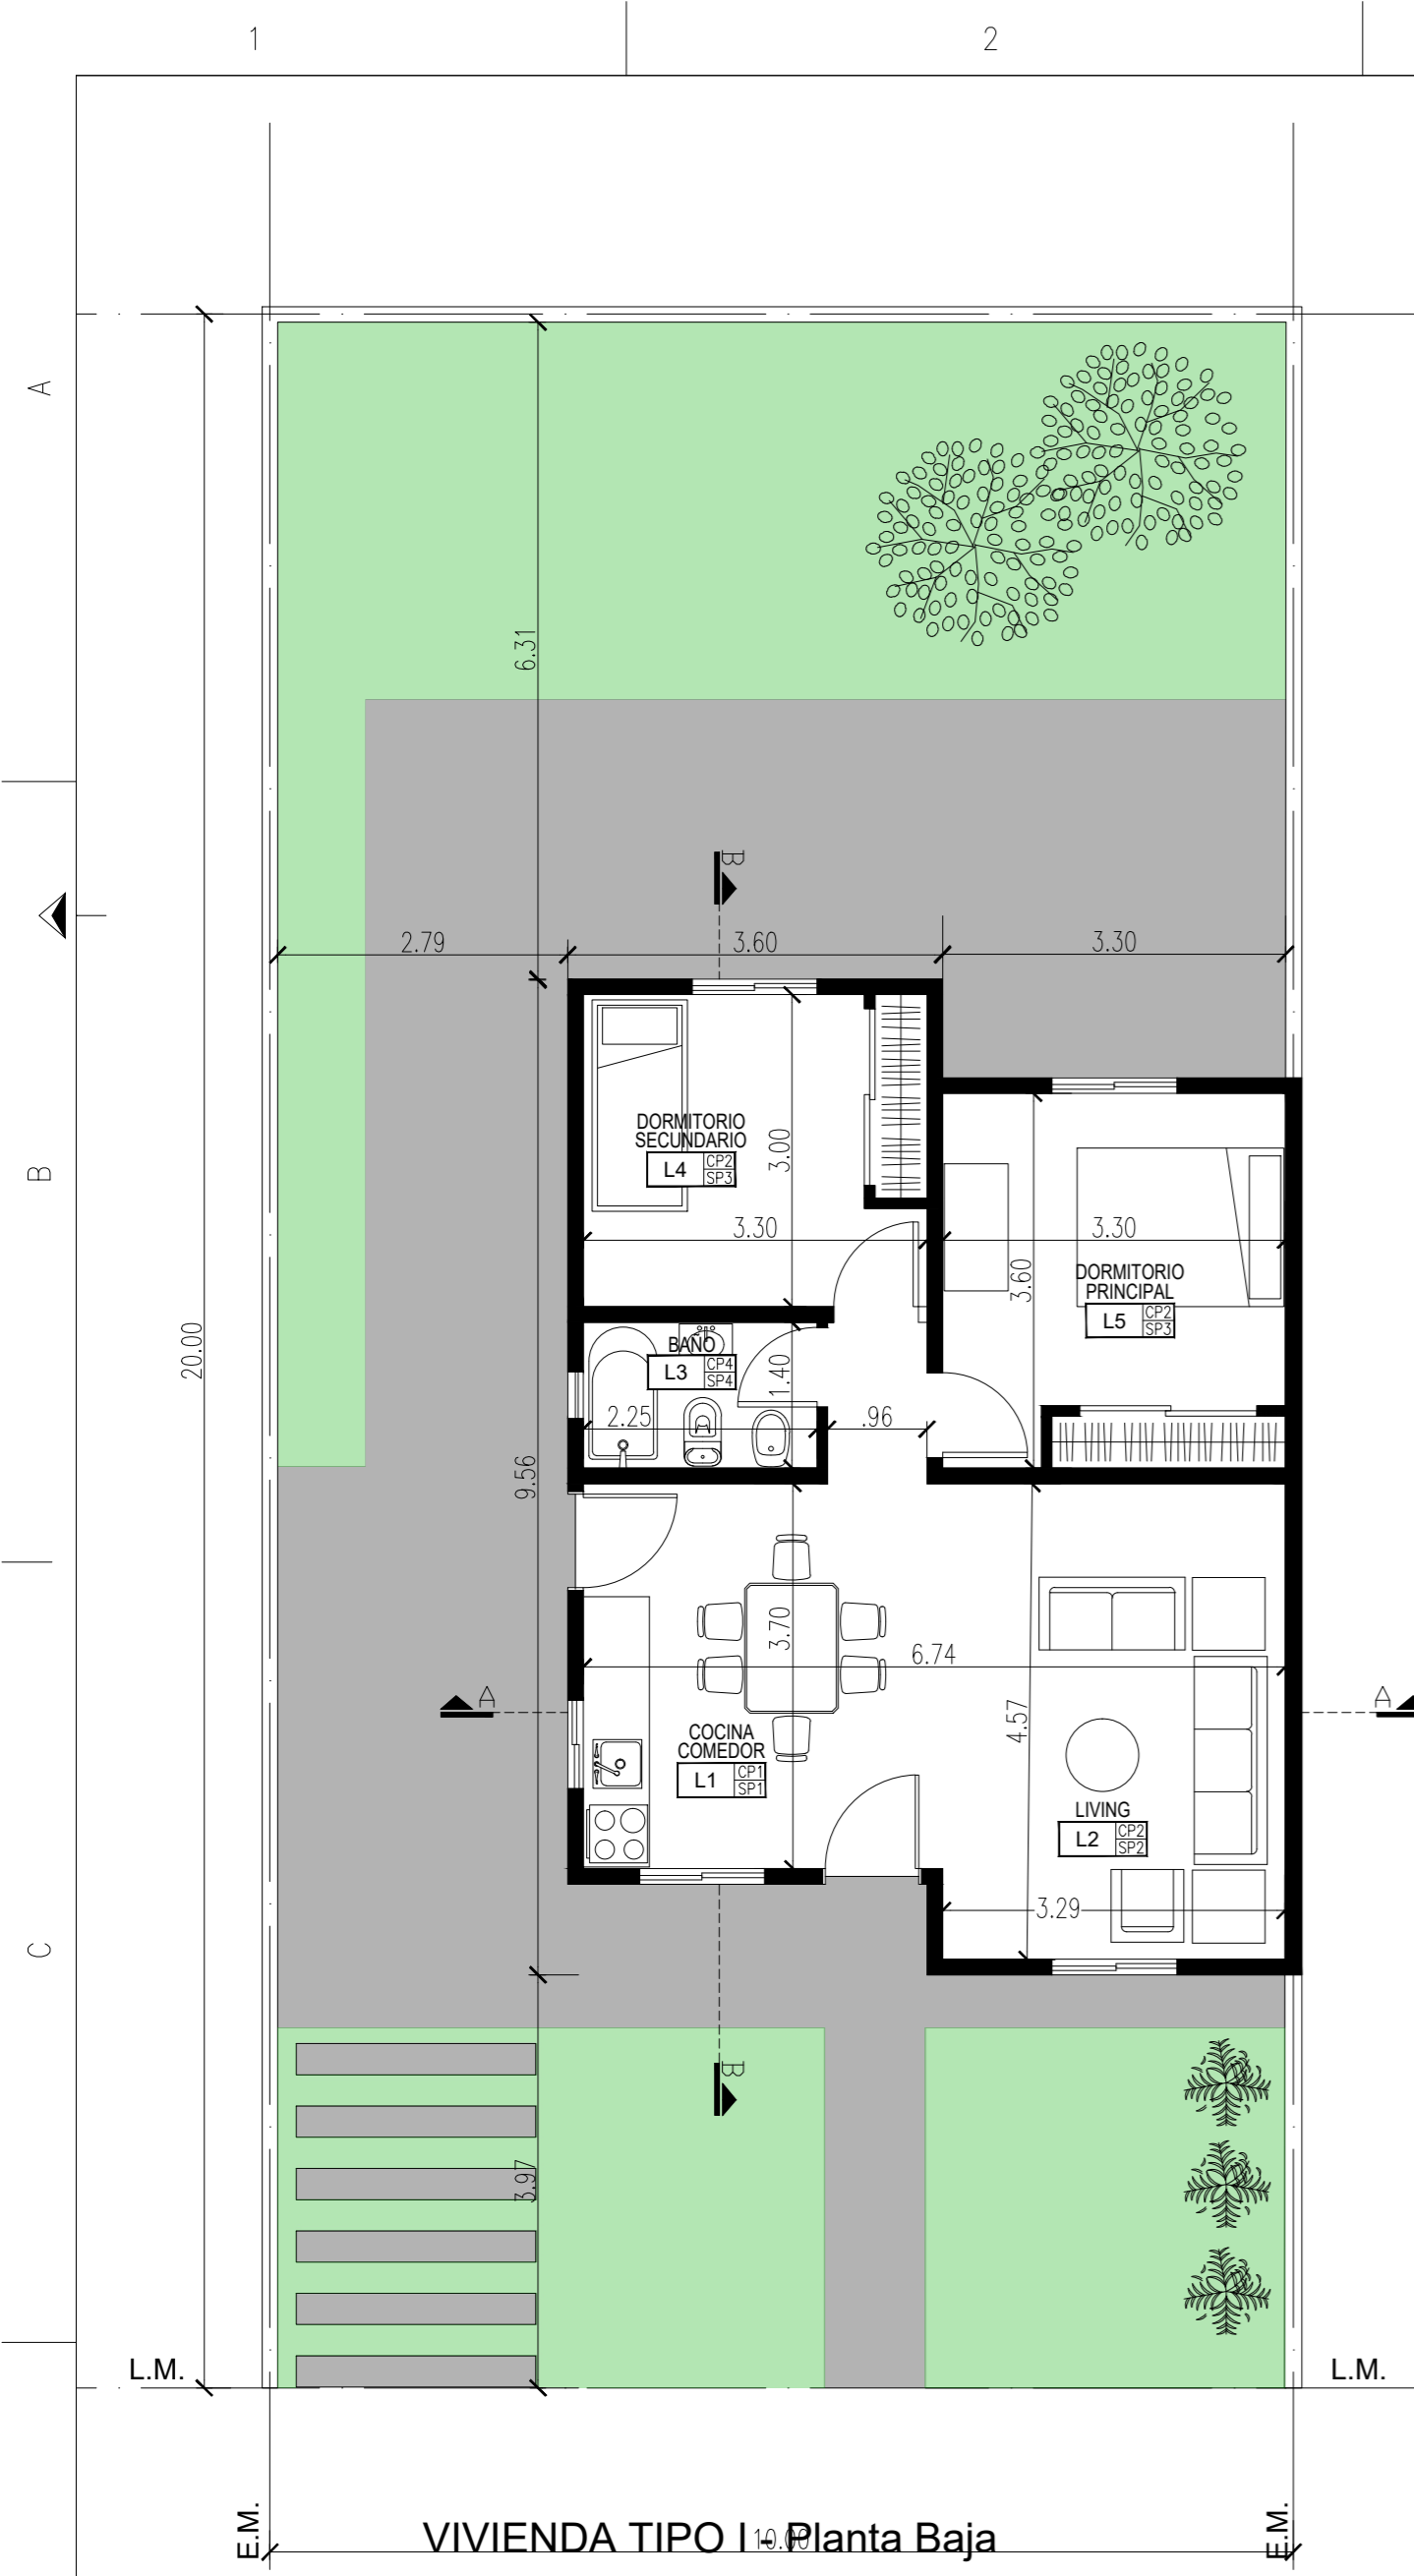 1
2
A
6.31
B
2.79
3.60
3.30
DORMITORIO
SECUNDARIO
L4
CP2
SP3
3.00
B
3.30
3.30
3.60
DORMITORIO
PRINCIPAL
L5
CP2
SP3
20.00
BAÑO
L3
CP4
SP4
1.40
2.25
.96
9.56
3.70
6.74
A
A
4.57
COCINA
COMEDOR
L1
CP1
SP1
LIVING
L2
CP2
SP2
3.29
C
B
3.97
L.M.
L.M.
E.M.
E.M.
VIVIENDA TIPO I - Planta Baja
10.00